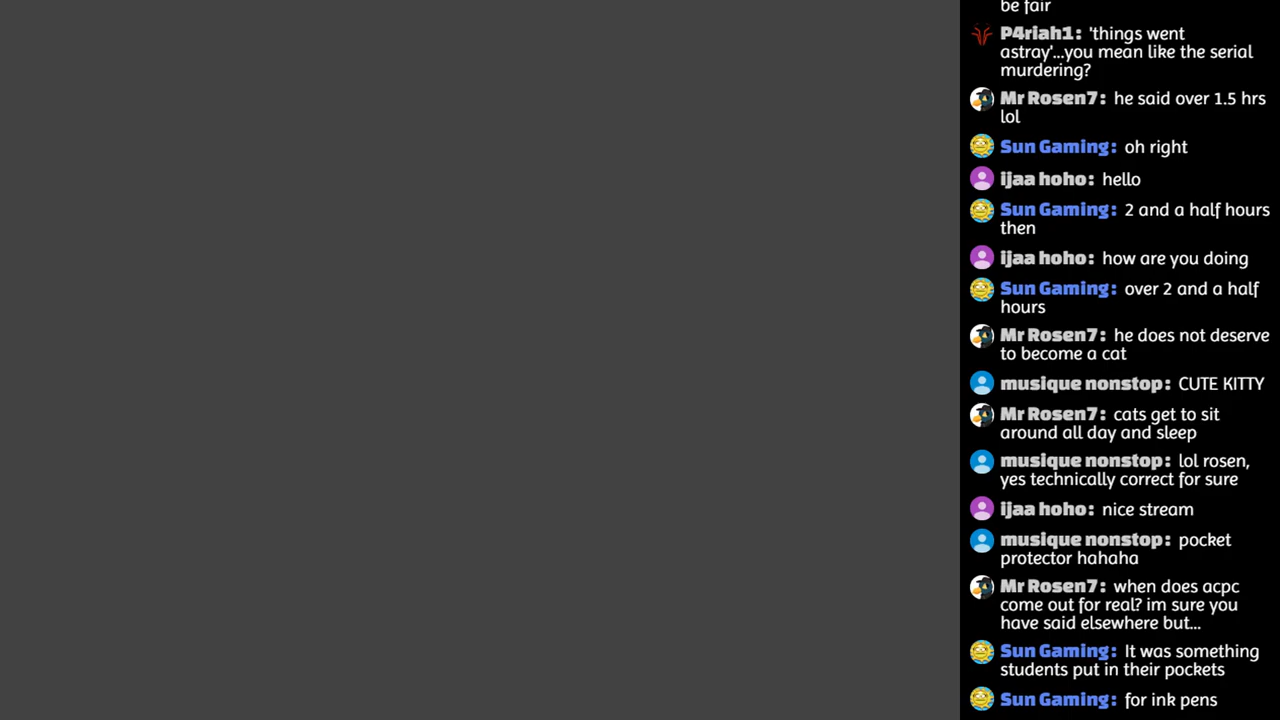 be fair
P4riah1: 'things went
astray'...you mean like the serial
murdering?
Mr Rosen7: he said over 1.5 hrs
lol
Sun Gaming: oh right
ijaa hoho: hello
Sun Gaming: 2 and a half hours
then
ijaa hoho: how are you doing
Sun Gaming: over 2 and a half
hours
Mr Rosen7: he does not deserve
to become a cat
musique nonstop: CUTE KITTY
Mr Rosen7: cats get to sit
around all day and sleep
musique nonstop: lol rosen,
yes technically correct for sure
ijaa hoho: nice stream
musique nonstop: pocket
protector hahaha
Mr Rosen7: when does acpc
come out for real? im sure you
have said elsewhere but...
Sun Gaming: It was something
students put in their pockets
Sun Gaming: for ink pens